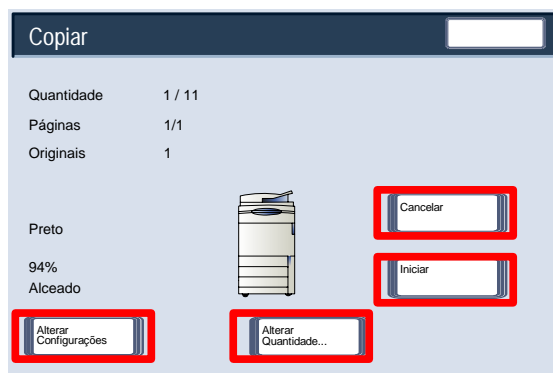 Copiar
Quantidade 1 / 11
Páginas 1/1
Originais 1
Cancelar
Preto
94%
Iniciar
Alceado
Alterar
Configurações
Alterar
Quantidade...